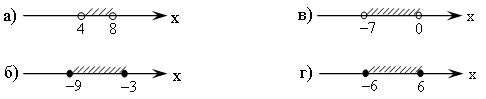 а) x в) x
4 8 −7 0
б) x г) x
−9 −3 −6 6